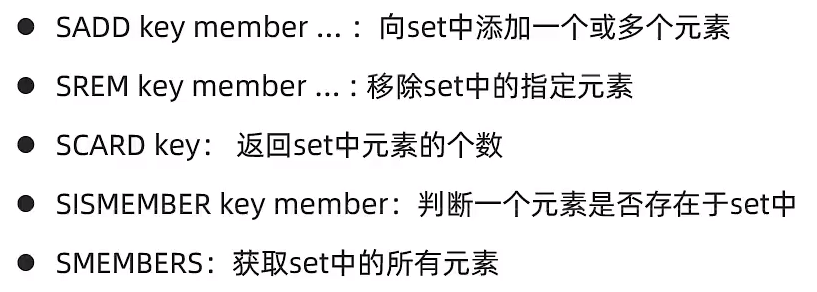 ● SADD key member ... ：向set中添加一个或多个元素
● SREM key member ... : 移除set中的指定元素
● SCARD key： 返回set中元素的个数
● SISMEMBER key member：判断一个元素是否存在于set中
● SMEMBERS：获取set中的所有元素